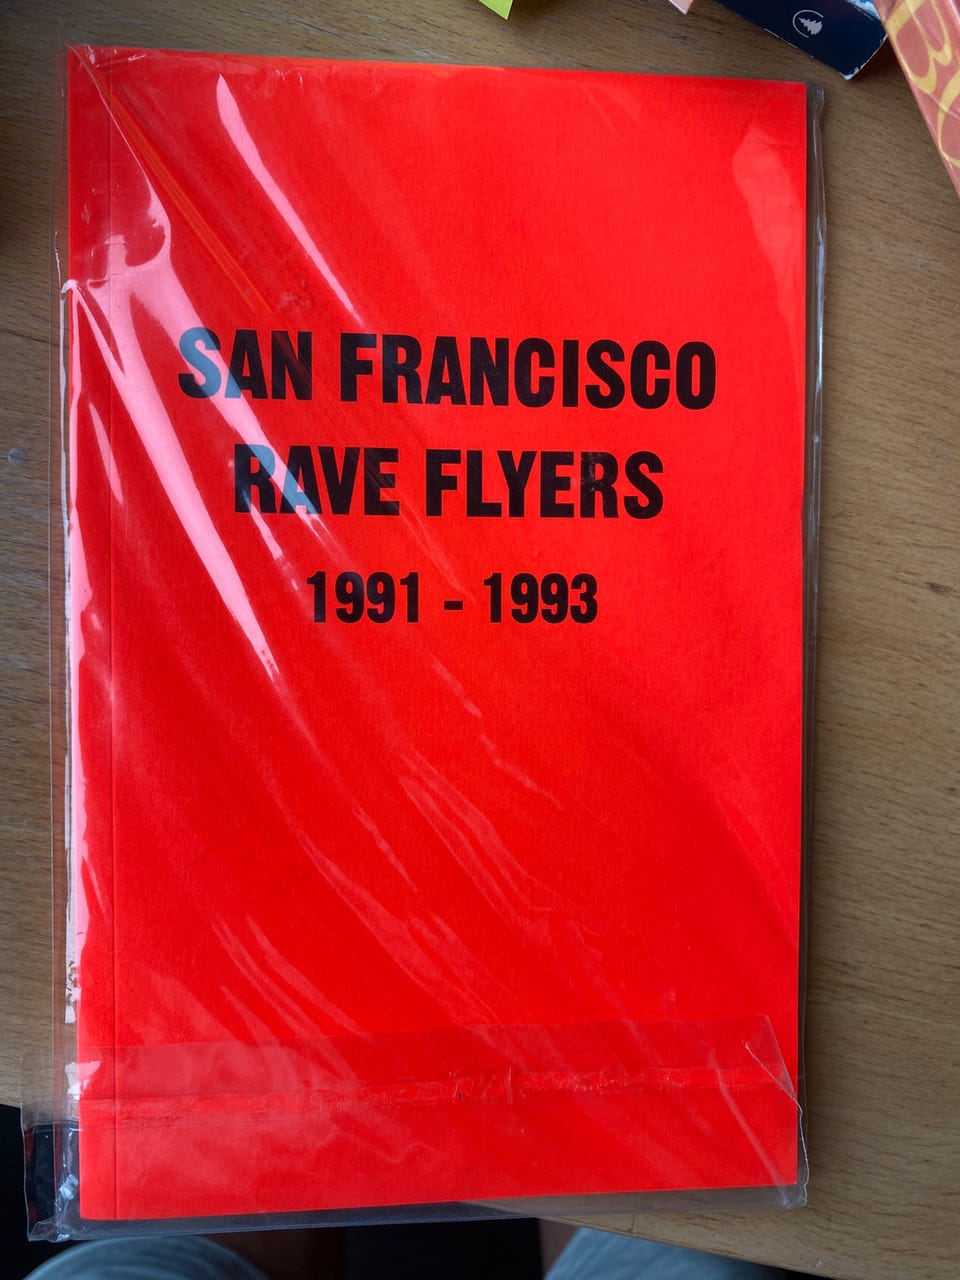 SAN FRANCISCO
RAVE FLYERS
1991 - 1993